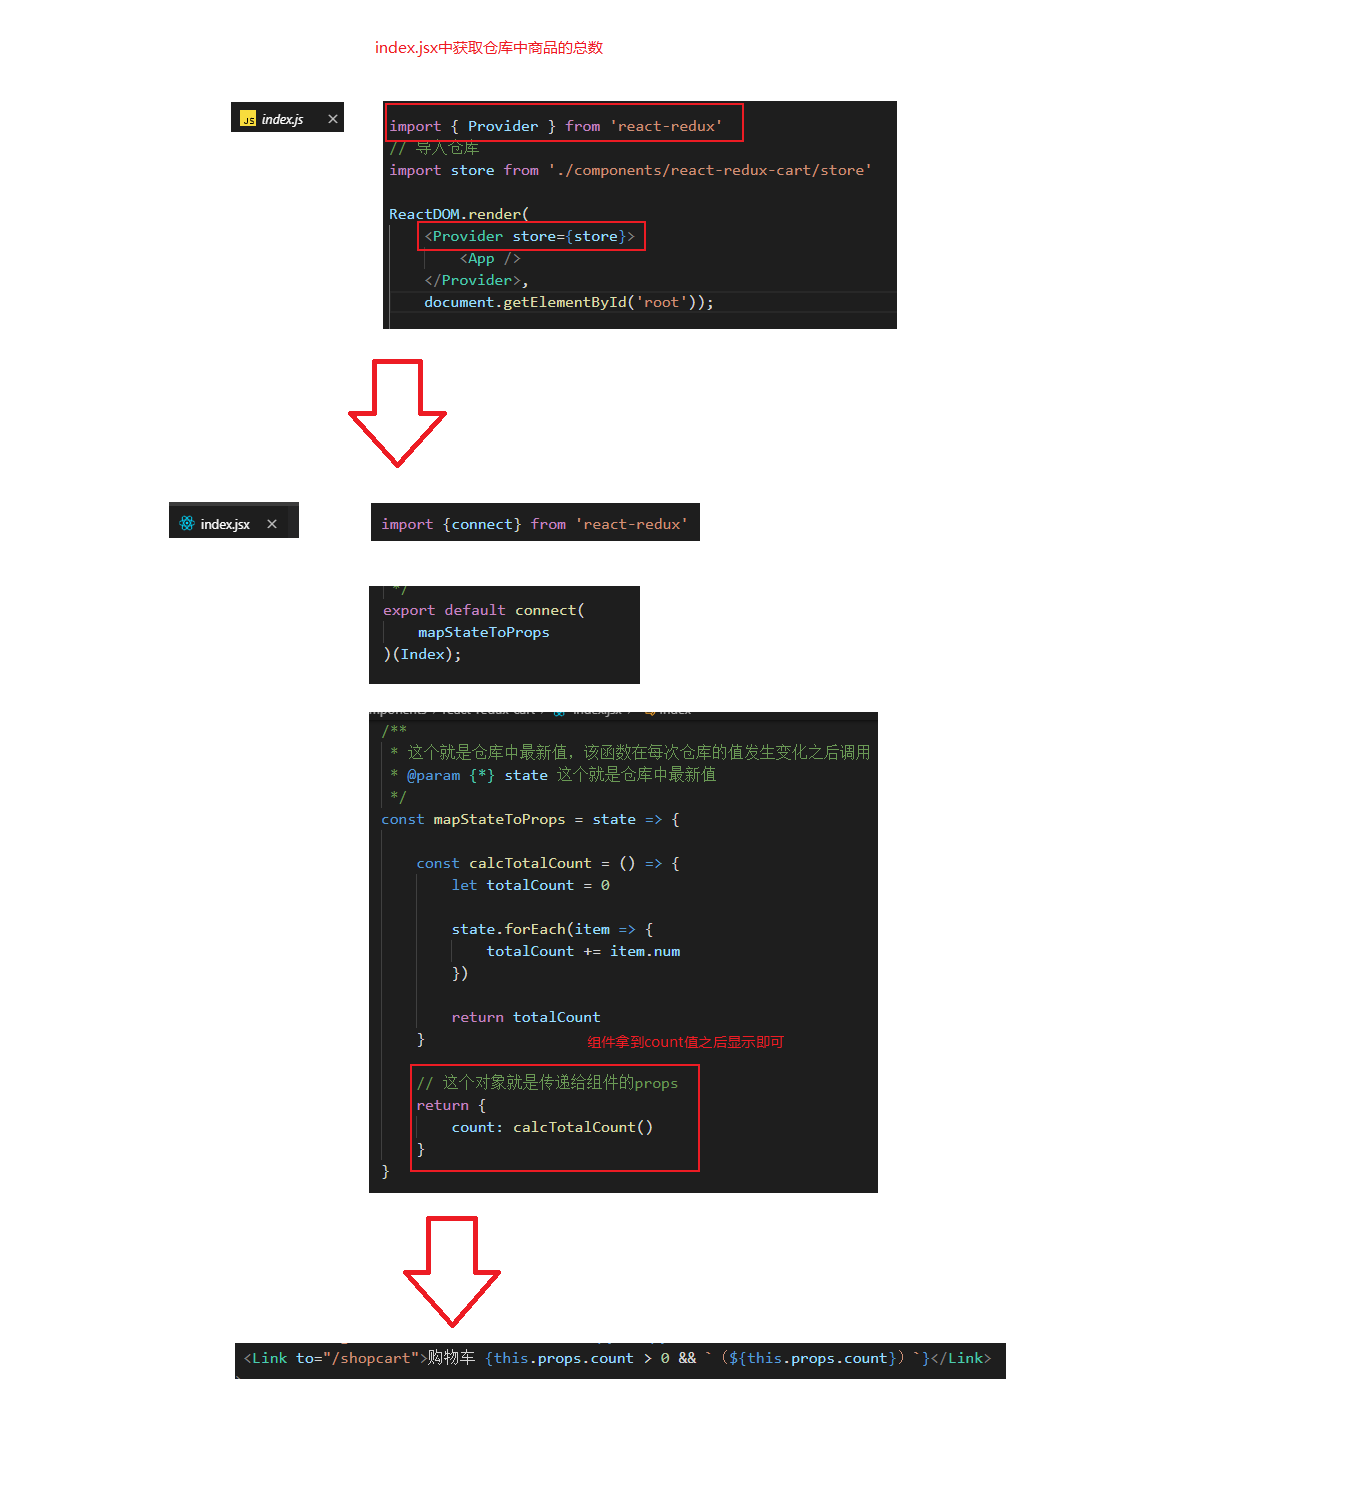 index.jsx中获取仓库中商品的总数
index.js
import { Provider } from 'react-redux'
// 导入仓库
import store from './components/react-redux-cart/store'
ReactDOM.render(
<Provider store={store}>
<App />
</Provider>,
document.getElementById('root'));
index.jsx
import {connect} from 'react-redux'
*/
export default connect(
mapStateToProps
)(Index);
/**
* 这个就是仓库中最新值，该函数在每次仓库的值发生变化之后调用
* @param {*} state 这个就是仓库中最新值
*/
const mapStateToProps = state => {
const calcTotalCount = () => {
let totalCount = 0
state.forEach(item => {
totalCount += item.num
})
return totalCount
}
组件拿到count值之后显示即可
// 这个对象就是传递给组件的props
return {
count: calcTotalCount()
}
}
<Link to="/shopcart">购物车 {this.props.count > 0 && `（${this.props.count}）`}</Link>